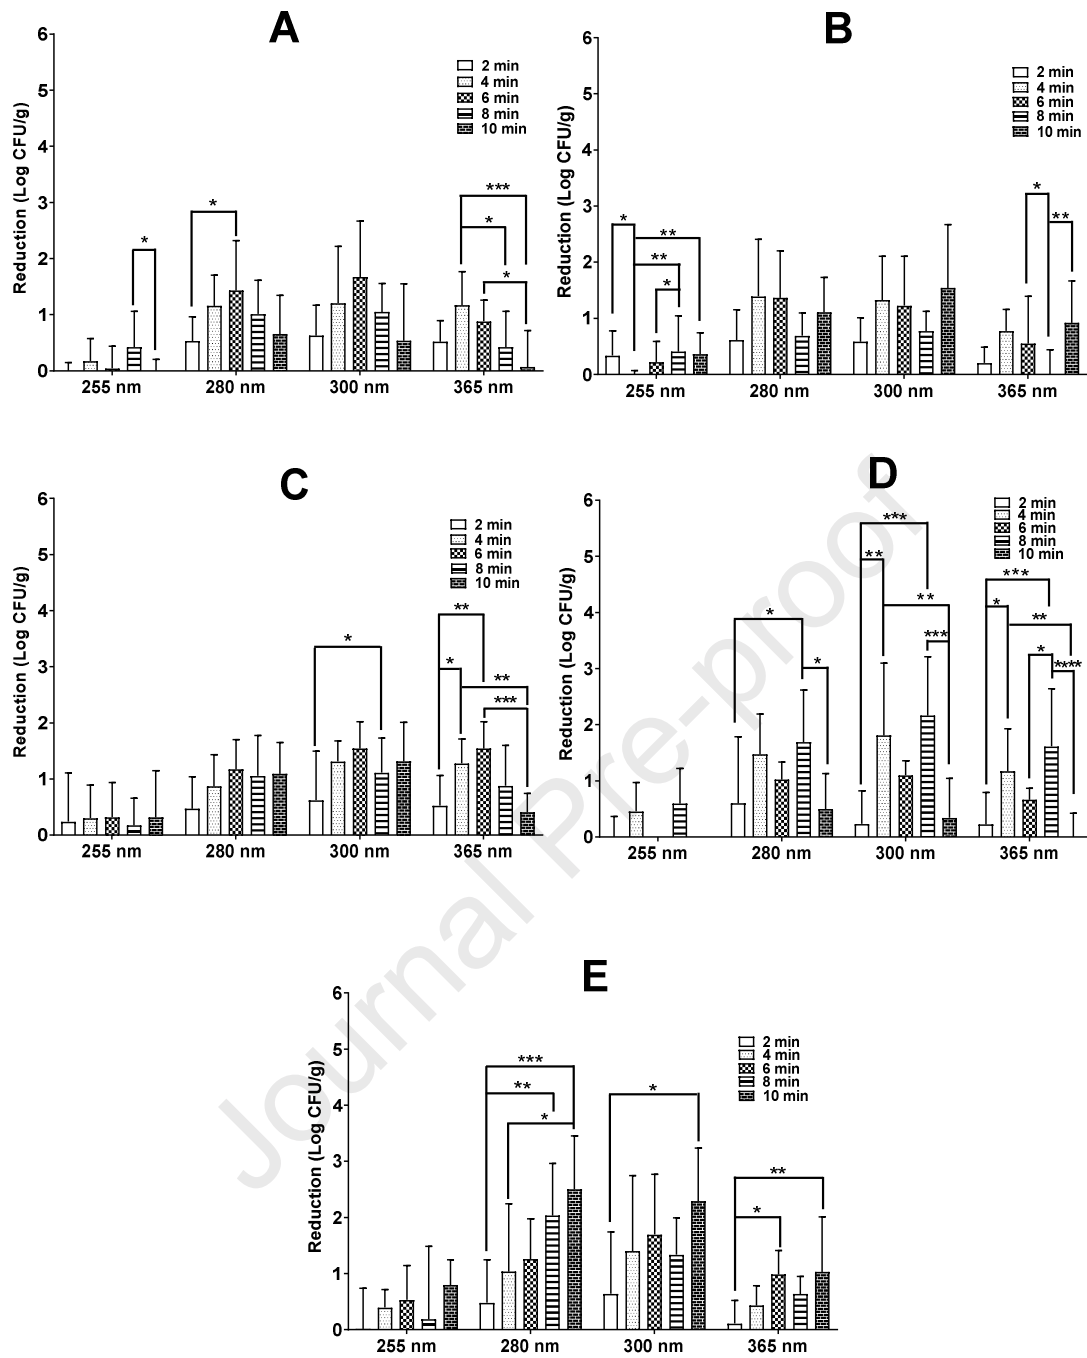 A
Reduction (Log CFU/g)
6
5
4
3
2
1
0
2 min
4 min
6 min
8 min
10 min
*
*
***
*
*
255 nm
280 nm
300 nm
365 nm
B
Reduction (Log CFU/g)
6
5
4
3
2
1
0
2 min
4 min
6 min
8 min
10 min
*
**
**
*
*
**
255 nm
280 nm
300 nm
365 nm
C
Reduction (Log CFU/g)
6
5
4
3
2
1
0
2 min
4 min
6 min
8 min
10 min
*
**
*
**
***
255 nm
280 nm
300 nm
365 nm
D
Reduction (Log CFU/g)
6
5
4
3
2
1
0
2 min
4 min
6 min
8 min
10 min
*
*
***
**
**
***
***
*
**
*
****
255 nm
280 nm
300 nm
365 nm
E
Reduction (Log CFU/g)
6
5
4
3
2
1
0
2 min
4 min
6 min
8 min
10 min
***
**
*
*
**
*
255 nm
280 nm
300 nm
365 nm
Journal Pre-proof